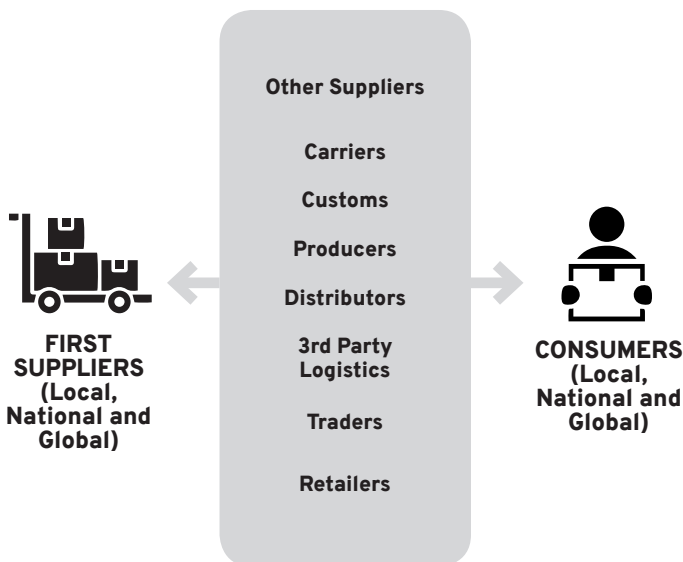 Other Suppliers
Carriers
Customs
Producers
Distributors
3rd Party
Logistics
Traders
Retailers
FIRST
SUPPLIERS
(Local,
National and
Global)
CONSUMERS
(Local,
National and
Global)